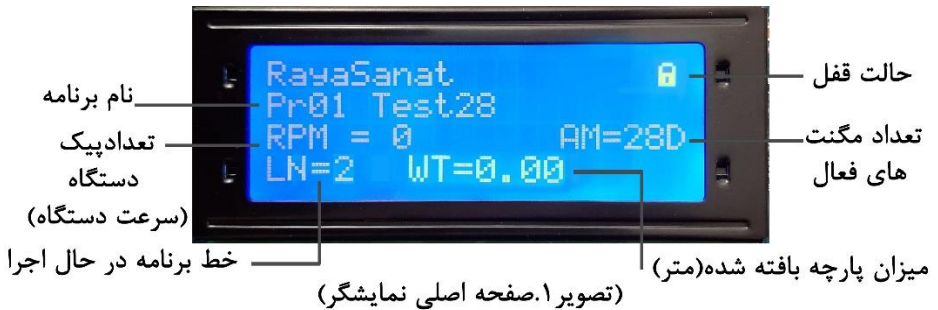 RayaSanat
Pr01 Test28
RPM = 0 AM=28D
LN=2 WT=0.00
حالت قفل
نام برنامه
تعداد مگنت
های فعال
تعدادپیک
دستگاه
(سرعت دستگاه)
خط برنامه در حال اجرا
میزان پارچه بافته شده(متر)
(تصویر۱.صفحه اصلی نمایشگر)